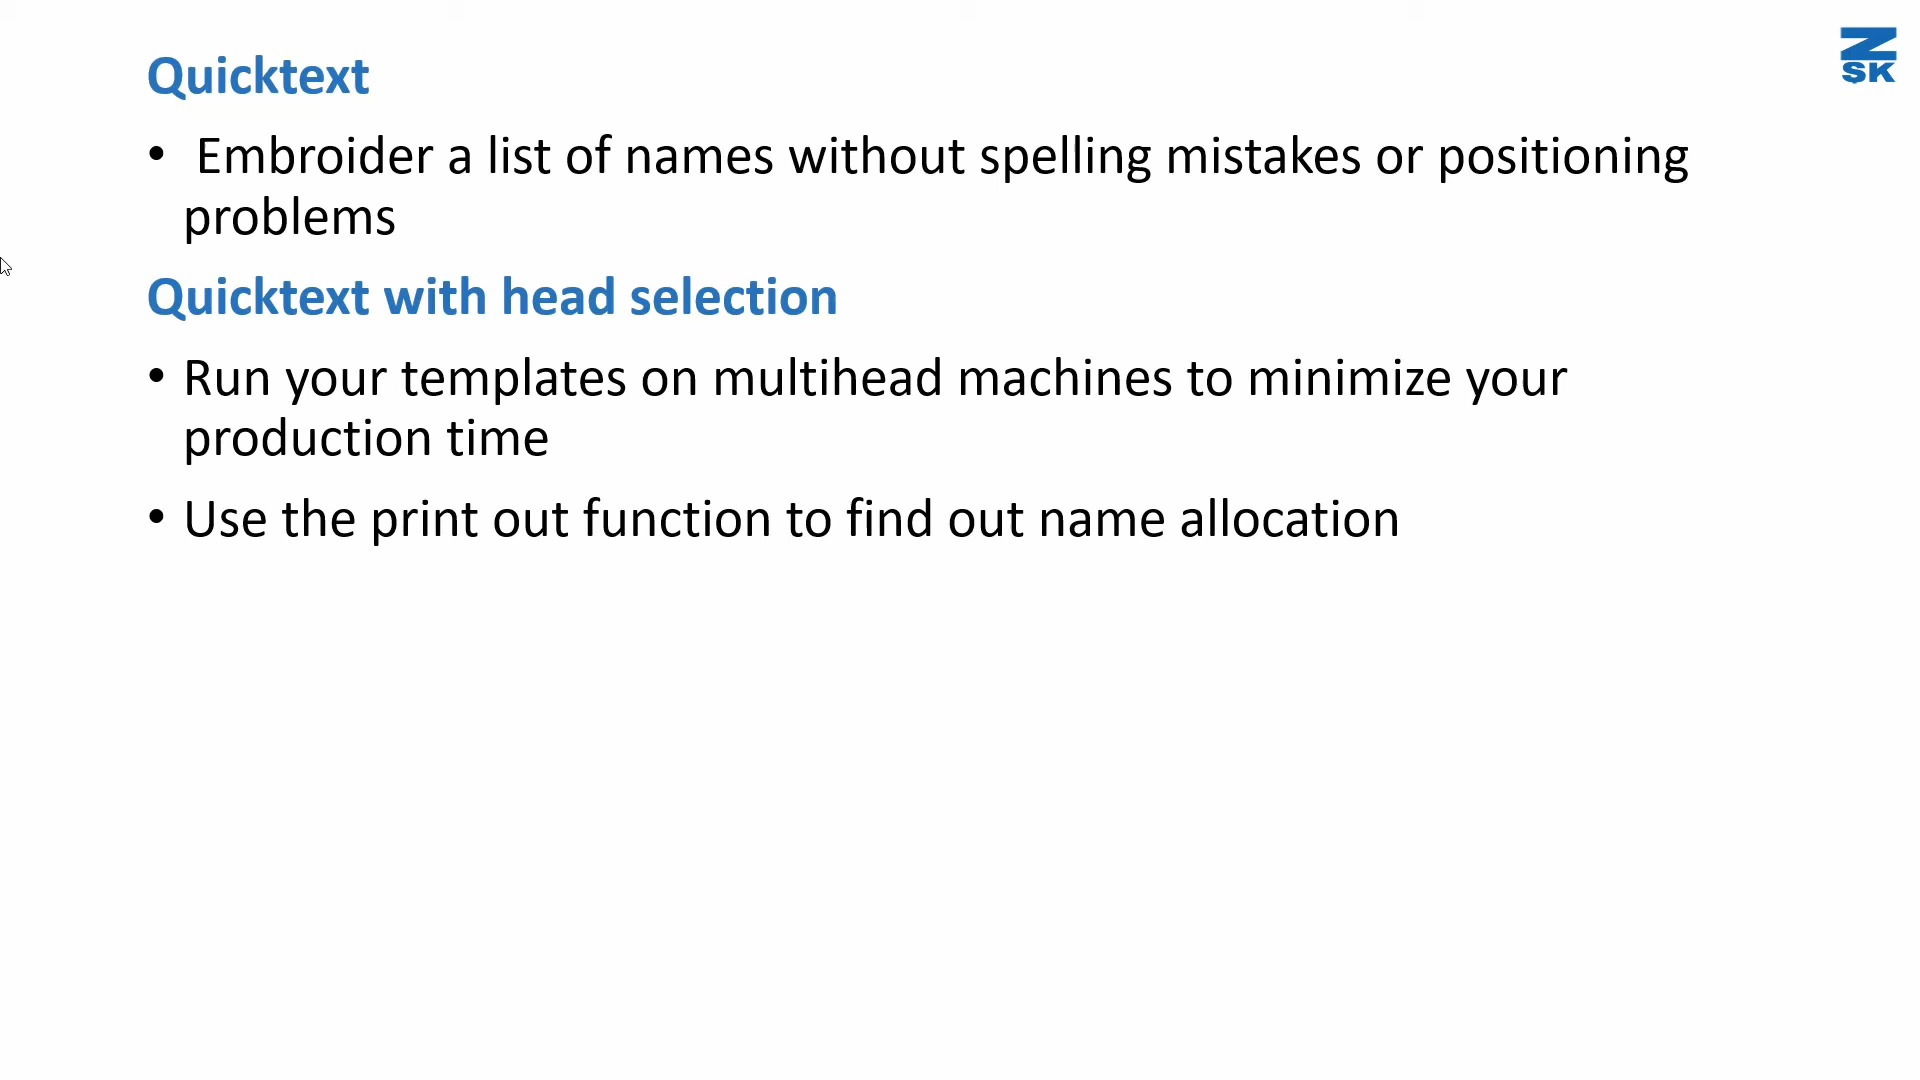 Quicktext
• Embroider a list of names without spelling mistakes or positioning
problems
Quicktext with head selection
• Run your templates on multihead machines to minimize your
production time
• Use the print out function to find out name allocation
Z
SK